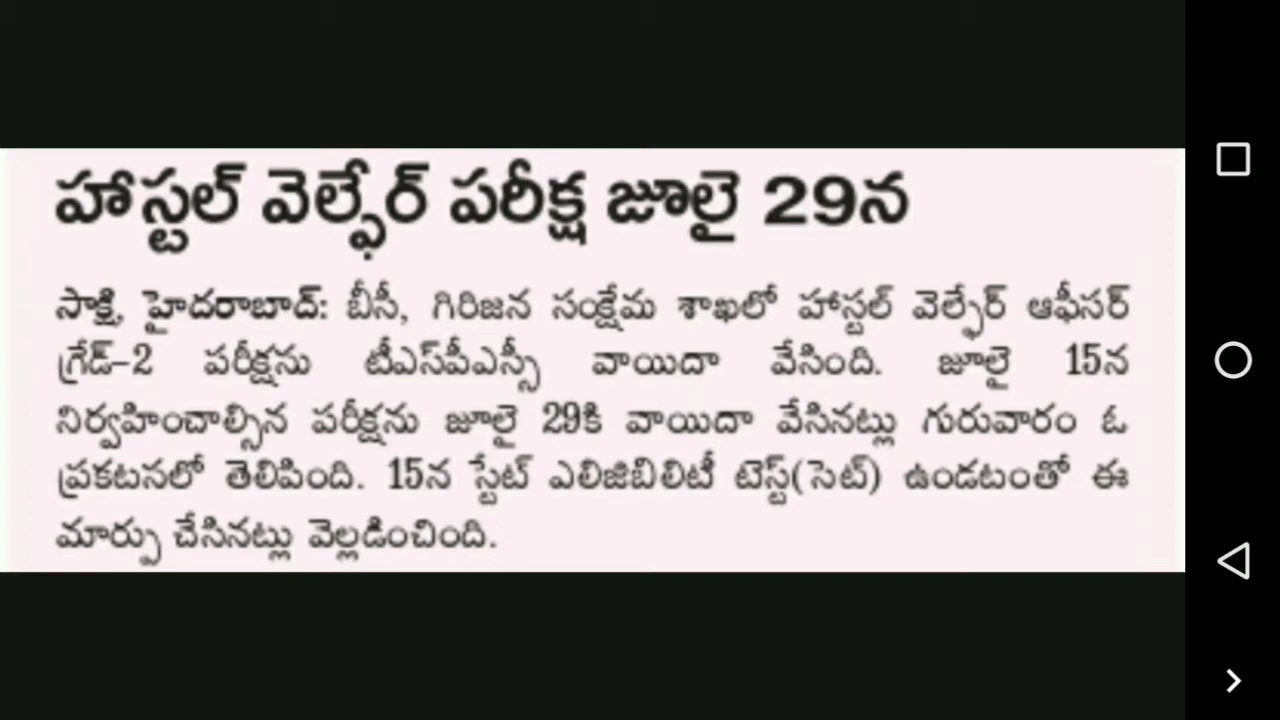 హాస్టల్ వెల్ఫేర్ పరీక్ష జూలై 29న
సాక్షి, హైదరాబాద్: బీసీ, గిరిజన సంక్షేమ శాఖలో హాస్టల్ వెల్ఫేర్ ఆఫీసర్
గ్రేడ్–2 పరీక్షను టీఎస్‌పీఎస్సీ వాయిదా వేసింది. జూలై 15న
నిర్వహించాల్సిన పరీక్షను జూలై 29కి వాయిదా వేసినట్లు గురువారం ఓ
ప్రకటనలో తెలిపింది. 15న స్టేట్ ఎలిజిబిలిటీ టెస్ట్(సెట్) ఉండటంతో ఈ
మార్పు చేసినట్లు వెల్లడించింది.